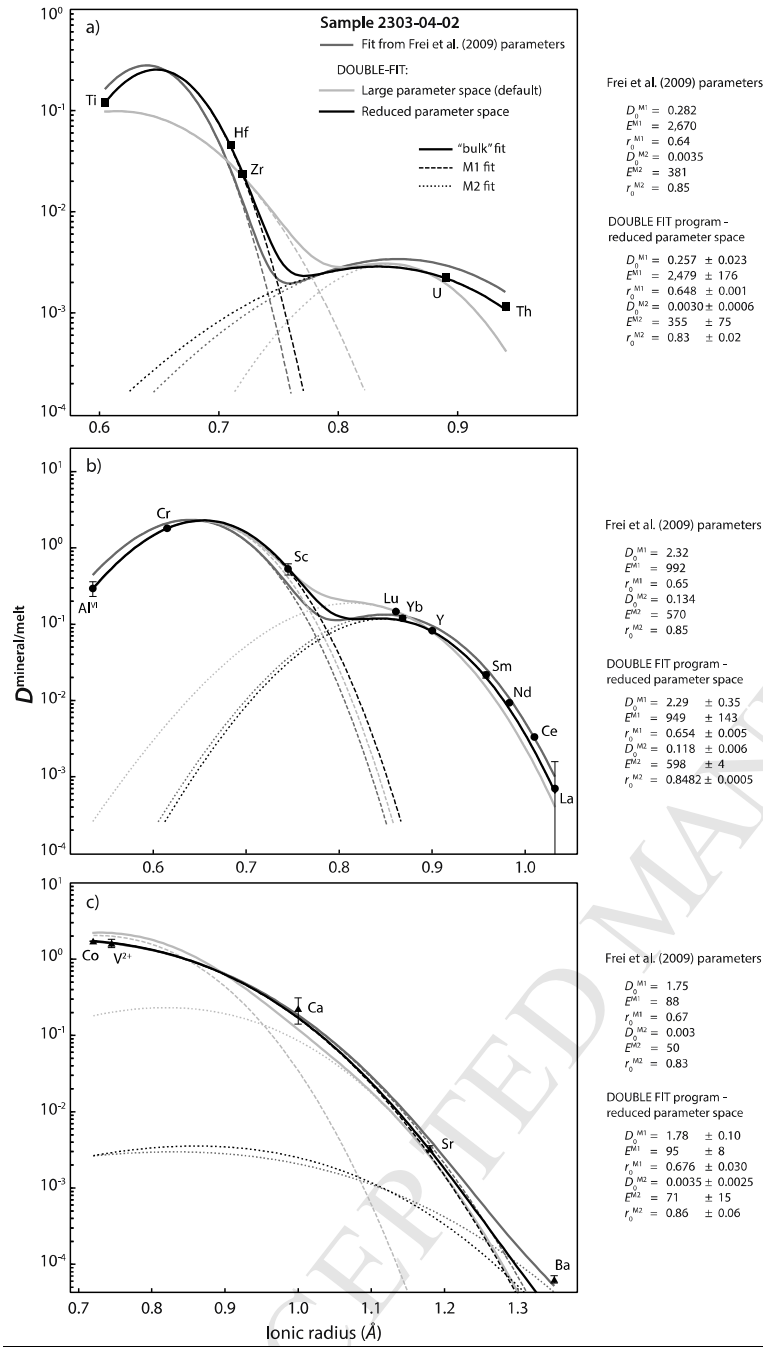 Sample 2303-04-02
a)
Fit from Frei et al. (2009) parameters
DOUBLE-FIT:
Large parameter space (default)
Reduced parameter space
"bulk" fit
M1 fit
M2 fit
Ti
Hf
Zr
U
Th
10⁰
10⁻¹
10⁻²
10⁻³
10⁻⁴
0.6 0.7 0.8 0.9
Frei et al. (2009) parameters
D₀ᴹ¹ = 0.282
Eᴹ¹ = 2,670
r₀ᴹ¹ = 0.64
D₀ᴹ² = 0.0035
Eᴹ² = 381
r₀ᴹ² = 0.85
DOUBLE FIT program –
reduced parameter space
D₀ᴹ¹ = 0.257 ± 0.023
Eᴹ¹ = 2,479 ± 176
r₀ᴹ¹ = 0.648 ± 0.001
D₀ᴹ² = 0.0030 ± 0.0006
Eᴹ² = 355 ± 75
r₀ᴹ² = 0.83 ± 0.02
b)
Cr
Sc
Alⱽᴵ
Lu
Yb
Y
Sm
Nd
Ce
La
10¹
10⁰
10⁻¹
10⁻²
10⁻³
10⁻⁴
0.6 0.7 0.8 0.9 1.0
Dmineral/melt
Frei et al. (2009) parameters
D₀ᴹ¹ = 2.32
Eᴹ¹ = 992
r₀ᴹ¹ = 0.65
D₀ᴹ² = 0.134
Eᴹ² = 570
r₀ᴹ² = 0.85
DOUBLE FIT program –
reduced parameter space
D₀ᴹ¹ = 2.29 ± 0.35
Eᴹ¹ = 949 ± 143
r₀ᴹ¹ = 0.654 ± 0.005
D₀ᴹ² = 0.118 ± 0.006
Eᴹ² = 598 ± 4
r₀ᴹ² = 0.8482 ± 0.0005
c)
Co
V²⁺
Ca
Sr
Ba
10¹
10⁰
10⁻¹
10⁻²
10⁻³
10⁻⁴
0.7 0.8 0.9 1.0 1.1 1.2 1.3
Ionic radius (Å)
Frei et al. (2009) parameters
D₀ᴹ¹ = 1.75
Eᴹ¹ = 88
r₀ᴹ¹ = 0.67
D₀ᴹ² = 0.003
Eᴹ² = 50
r₀ᴹ² = 0.83
DOUBLE FIT program –
reduced parameter space
D₀ᴹ¹ = 1.78 ± 0.10
Eᴹ¹ = 95 ± 8
r₀ᴹ¹ = 0.676 ± 0.030
D₀ᴹ² = 0.0035 ± 0.0025
Eᴹ² = 71 ± 15
r₀ᴹ² = 0.86 ± 0.06
CEPTED MAN